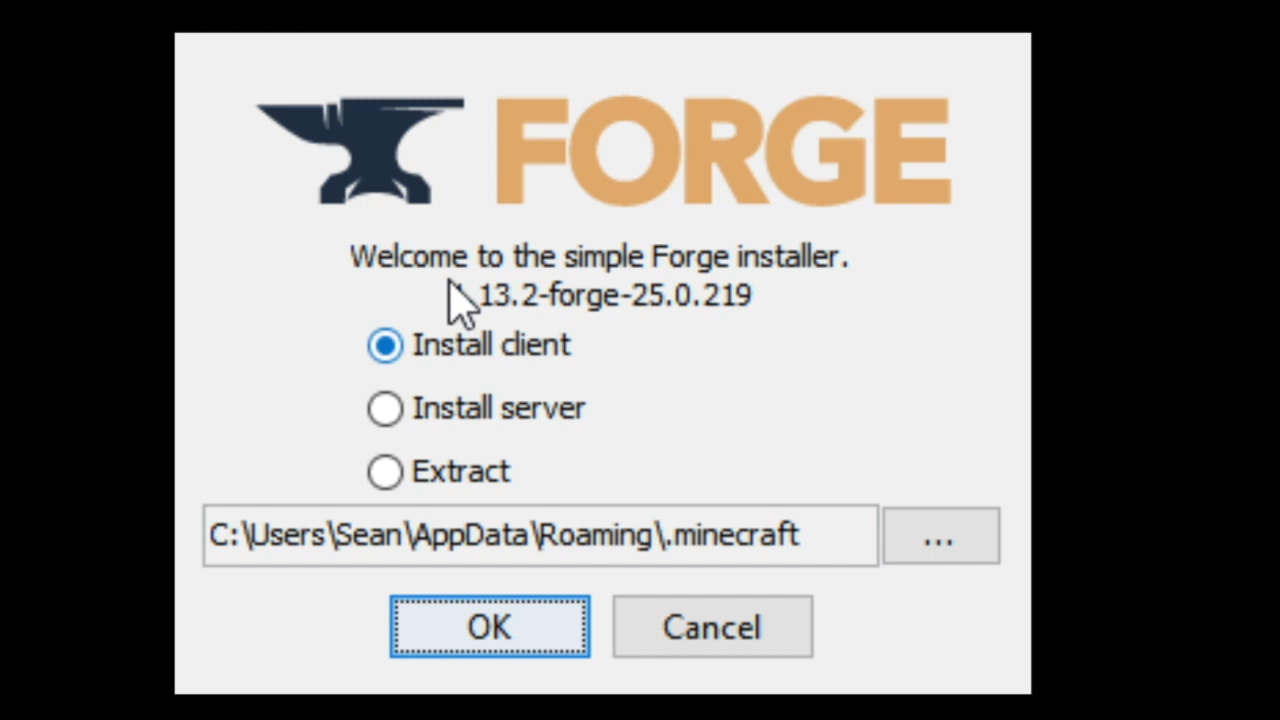 FORGE
Welcome to the simple Forge installer.
13.2-forge-25.0.219
Install client
Install server
Extract
C:\Users\Sean\AppData\Roaming\.minecraft
...
OK
Cancel